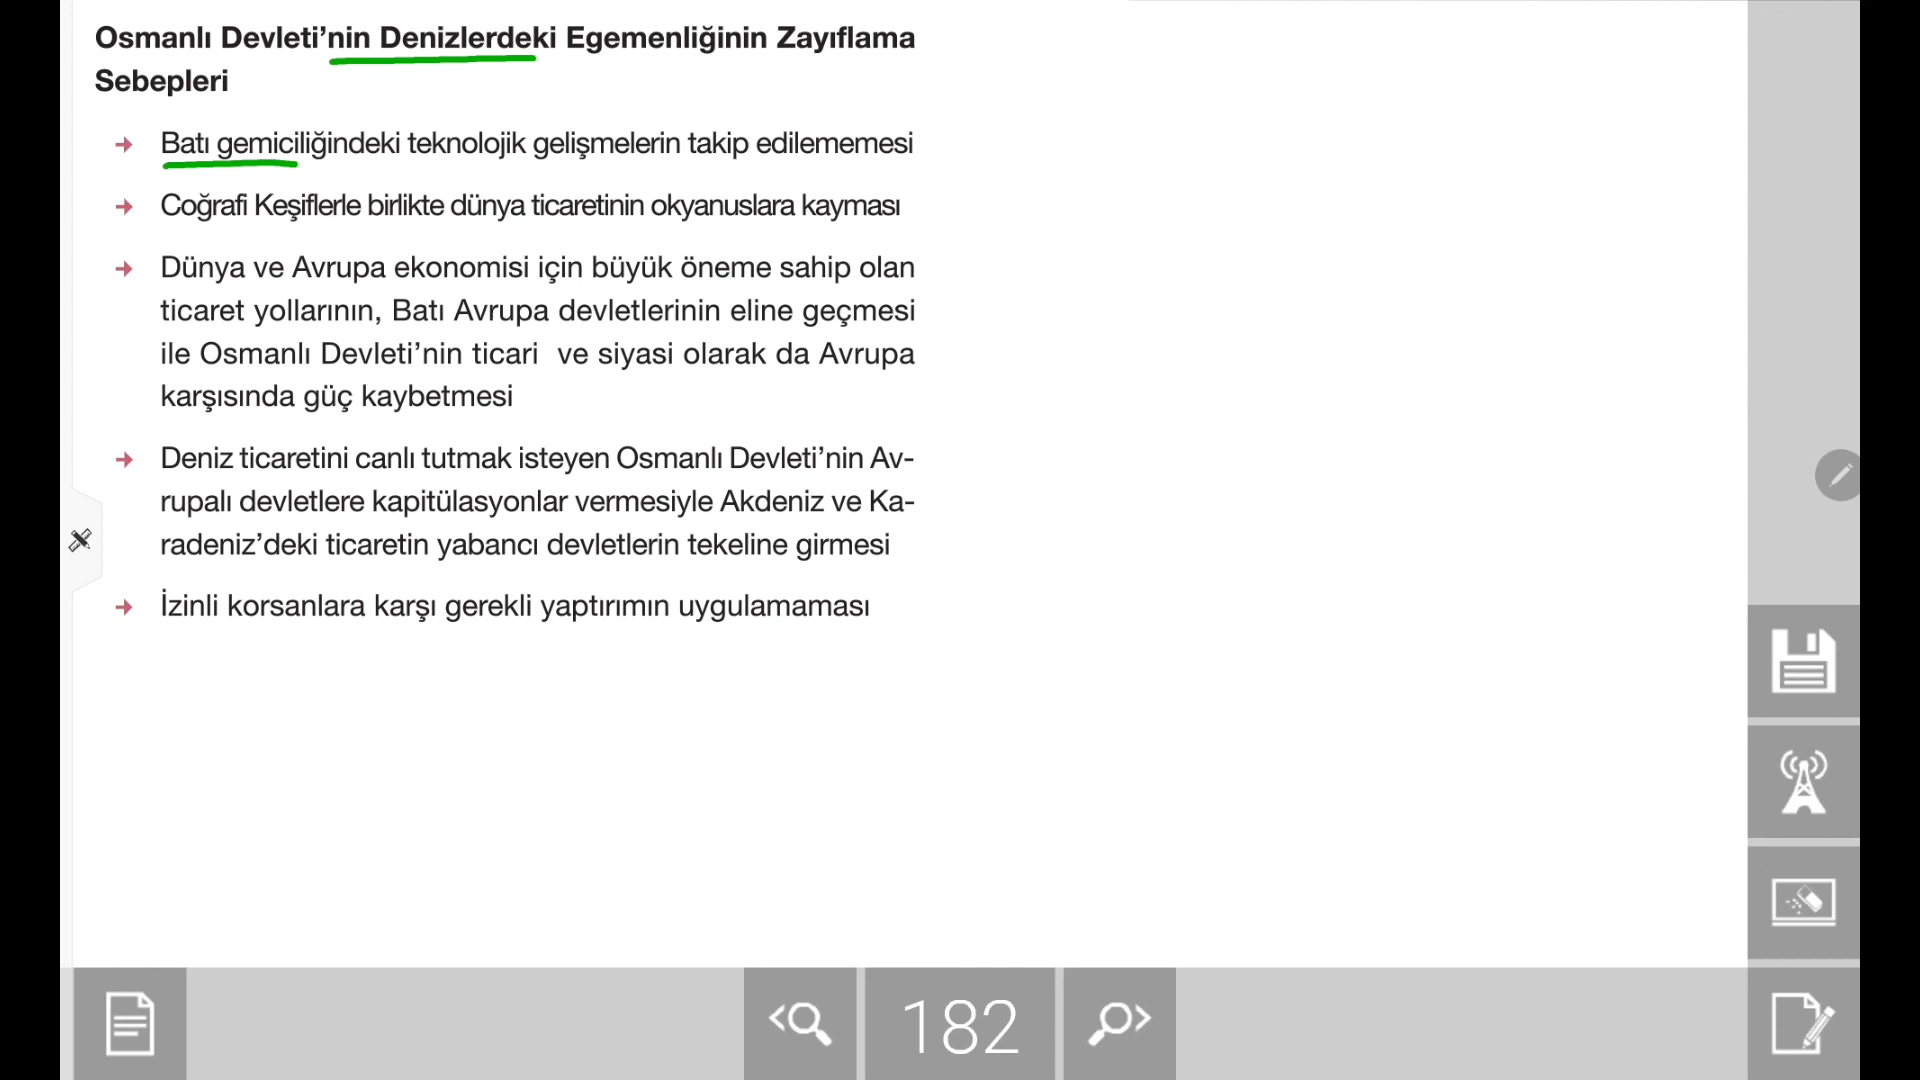 Osmanlı Devleti’nin Denizlerdeki Egemenliğinin Zayıflama
Sebepleri
Batı gemiciliğindeki teknolojik gelişmelerin takip edilememesi
Coğrafi Keşiflerle birlikte dünya ticaretinin okyanuslara kayması
Dünya ve Avrupa ekonomisi için büyük öneme sahip olan
ticaret yollarının, Batı Avrupa devletlerinin eline geçmesi
ile Osmanlı Devleti’nin ticari ve siyasi olarak da Avrupa
karşısında güç kaybetmesi
Deniz ticaretini canlı tutmak isteyen Osmanlı Devleti’nin Av-
rupalı devletlere kapitülasyonlar vermesiyle Akdeniz ve Ka-
radeniz’deki ticaretin yabancı devletlerin tekeline girmesi
İzinli korsanlara karşı gerekli yaptırımın uygulamaması
182